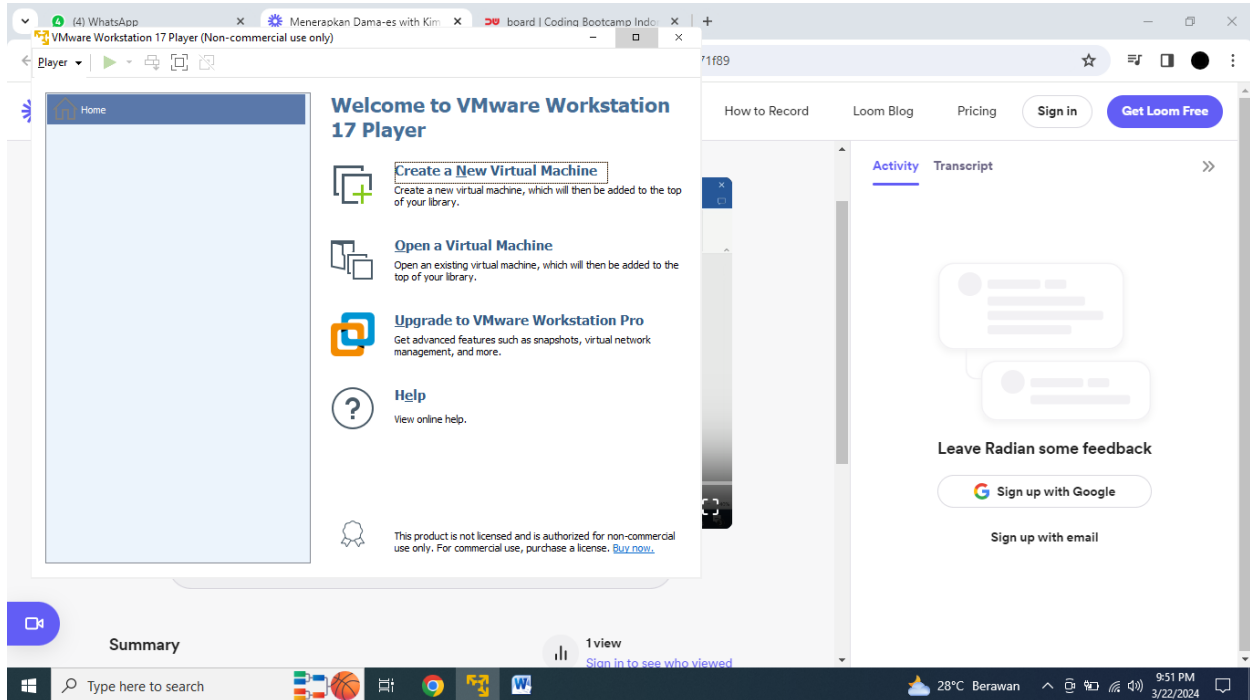 (4) WhatsApp
Menerapkan Dama-es with Kim
board | Coding Bootcamp Indo
VMware Workstation 17 Player (Non-commercial use only)
Player
71f89
Home
Welcome to VMware Workstation
17 Player
Create a New Virtual Machine
Create a new virtual machine, which will then be added to the top
of your library.
Open a Virtual Machine
Open an existing virtual machine, which will then be added to the
top of your library.
Upgrade to VMware Workstation Pro
Get advanced features such as snapshots, virtual network
management, and more.
Help
View online help.
This product is not licensed and is authorized for non-commercial
use only. For commercial use, purchase a license. Buy now.
How to Record
Loom Blog
Pricing
Sign in
Get Loom Free
Activity
Transcript
Leave Radian some feedback
Sign up with Google
Sign up with email
Summary
1 view
Sign in to see who viewed
Type here to search
28°C Berawan
9:51 PM
3/22/2024